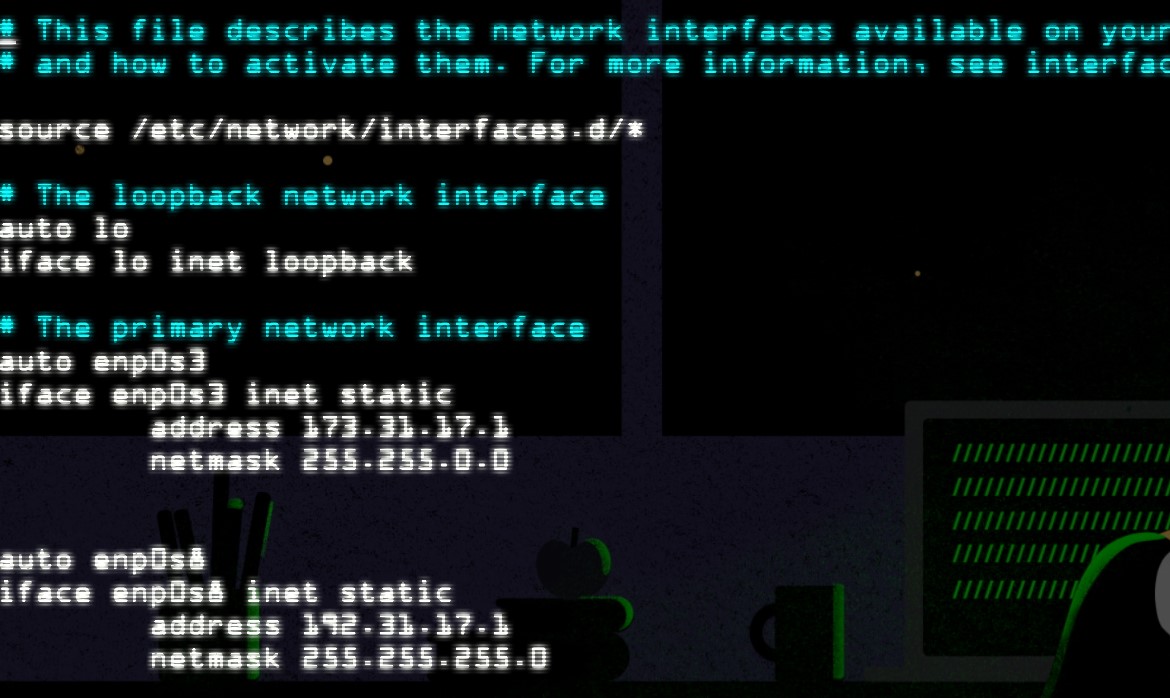 # This file describes the network interfaces available on your
# and how to activate them. For more information, see interfac
source /etc/network/interfaces.d/*
# The loopback network interface
auto lo
iface lo inet loopback
# The primary network interface
auto enp0s3
iface enp0s3 inet static
address 173.31.17.1
netmask 255.255.0.0
auto enp0s8
iface enp0s8 inet static
address 192.31.17.1
netmask 255.255.255.0